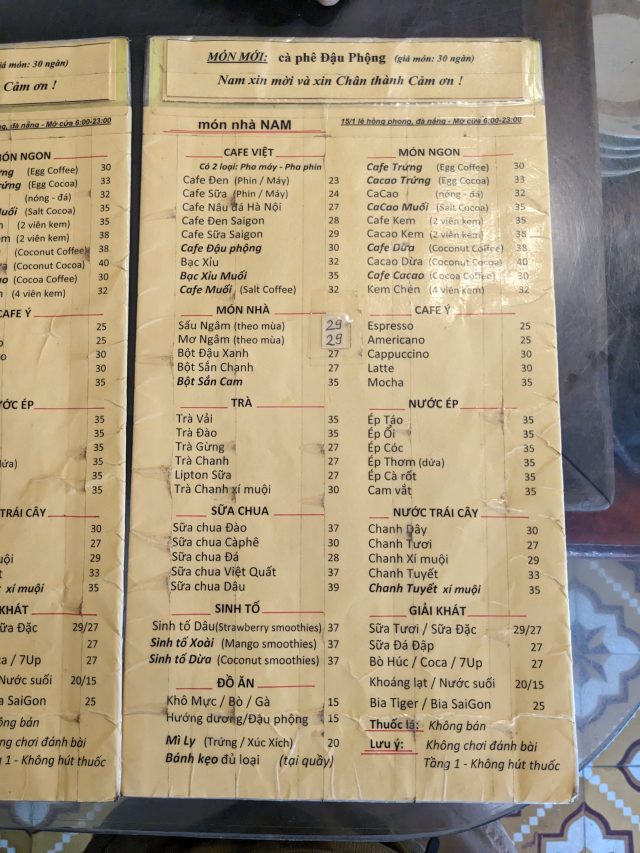 MÓN MỚI: cà phê Đậu Phộng (giá món: 30 ngàn)
Nam xin mời và xin Chân thành Cảm ơn !
món nhà NAM
15/1 lê hồng phong, đà nẵng - Mở cửa 6:00-23:00
CAFE VIỆT
Có 2 loại: Pha máy - Pha phin
Cafe Đen (Phin / Máy) 23
Cafe Sữa (Phin / Máy) 24
Cafe Nâu đá Hà Nội 27
Cafe Đen Saigon 28
Cafe Sữa Saigon 29
Cafe Đậu phộng 30
Bạc Xỉu 32
Bạc Xỉu Muối 35
Cafe Muối (Salt Coffee) 32
MÓN NHÀ
Sấu Ngâm (theo mùa) 29
Mơ Ngâm (theo mùa) 29
Bột Đậu Xanh 27
Bột Sắn Chanh 27
Bột Sắn Cam 35
TRÀ
Trà Vải 35
Trà Đào 35
Trà Gừng 27
Trà Chanh 27
Lipton Sữa 27
Trà Chanh xí muội 30
SỮA CHUA
Sữa chua Đào 37
Sữa chua Càphê 30
Sữa chua Đá 28
Sữa chua Việt Quất 37
Sữa chua Dâu 39
SINH TỐ
Sinh tố Dâu(Strawberry smoothies) 37
Sinh tố Xoài (Mango smoothies) 37
Sinh tố Dừa (Coconut smoothies) 37
ĐỒ ĂN
Khô Mực / Bò / Gà 15
Hướng dương/Đậu phộng 15
Mì Ly (Trứng / Xúc Xích) 20
Bánh kẹo đủ loại (tại quầy)
MÓN NGON
Cafe Trứng (Egg Coffee) 30
Cacao Trứng (Egg Cocoa) 33
CaCao (nóng - đá) 32
CaCao Muối (Salt Cocoa) 35
Cafe Kem (2 viên kem) 35
Cacao Kem (2 viên kem) 38
Cafe Dừa (Coconut Coffee) 38
Cacao Dừa (Coconut Cocoa) 40
Cafe Cacao (Cocoa Coffee) 30
Kem Chén (4 viên kem) 32
CAFE Ý
Espresso 25
Americano 25
Cappuccino 30
Latte 30
Mocha 35
NƯỚC ÉP
Ép Táo 35
Ép Ổi 35
Ép Cóc 35
Ép Thơm (dứa) 35
Ép Cà rốt 35
Cam vắt 35
NƯỚC TRÁI CÂY
Chanh Dây 30
Chanh Tươi 27
Chanh Xí muội 29
Chanh Tuyết 33
Chanh Tuyết xí muội 35
GIẢI KHÁT
Sữa Tươi / Sữa Đặc 29/27
Sữa Đá Đập 27
Bò Húc / Coca / 7Up 27
Khoáng lạt / Nước suối 20/15
Bia Tiger / Bia SaiGon 25
Thuốc lá: Không bán
Lưu ý: Không chơi đánh bài
Tầng 1 - Không hút thuốc